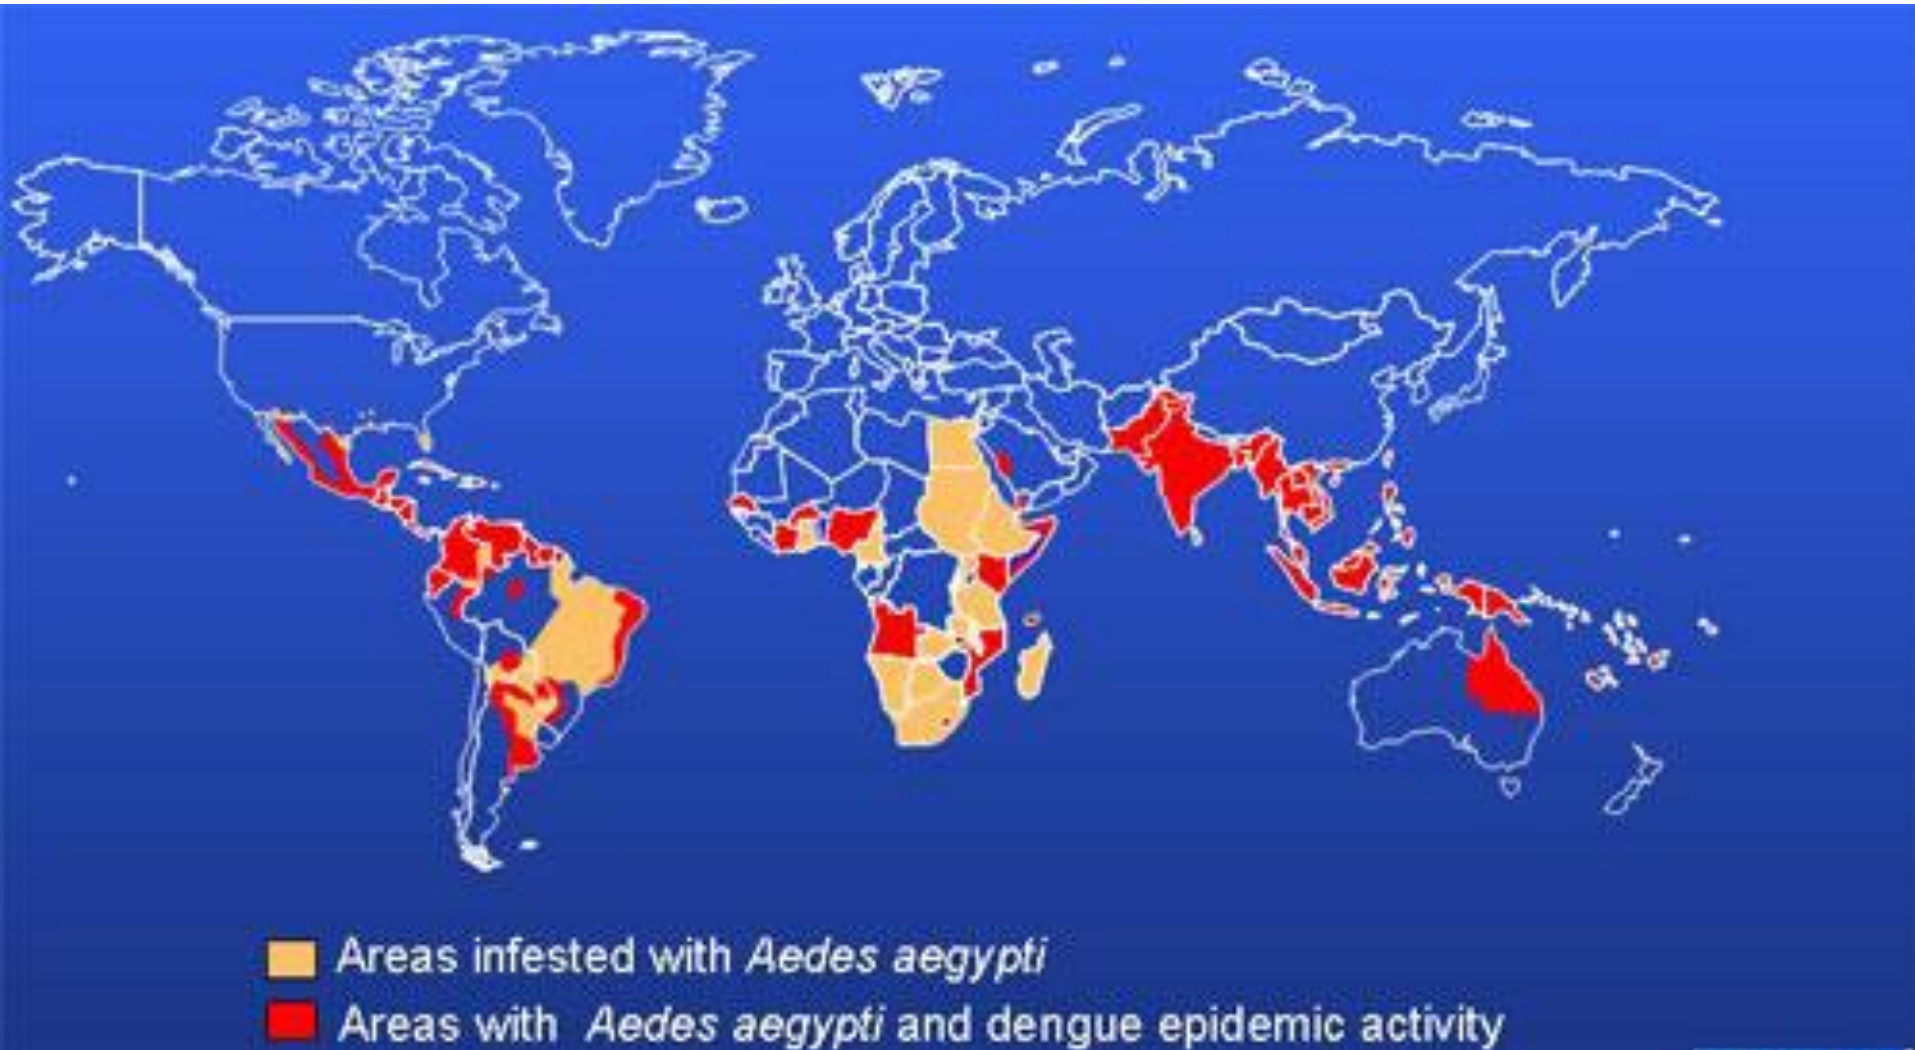 Areas infested with Aedes aegypti
Areas with Aedes aegypti and dengue epidemic activity